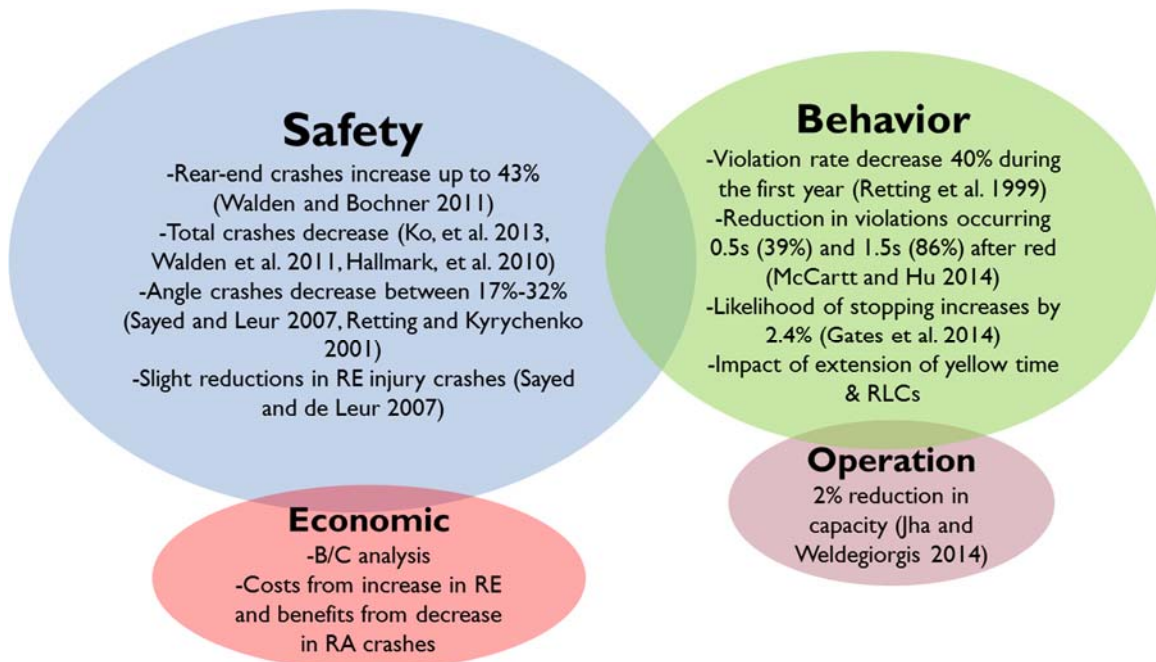 Safety
-Rear-end crashes increase up to 43%
(Walden and Bochner 2011)
-Total crashes decrease (Ko, et al. 2013,
Walden et al. 2011, Hallmark, et al. 2010)
-Angle crashes decrease between 17%-32%
(Sayed and Leur 2007, Retting and Kyrychenko
2001)
-Slight reductions in RE injury crashes (Sayed
and de Leur 2007)
Behavior
-Violation rate decrease 40% during
the first year (Retting et al. 1999)
-Reduction in violations occurring
0.5s (39%) and 1.5s (86%) after red
(McCartt and Hu 2014)
-Likelihood of stopping increases by
2.4% (Gates et al. 2014)
-Impact of extension of yellow time
& RLCs
Economic
-B/C analysis
-Costs from increase in RE
and benefits from decrease
in RA crashes
Operation
2% reduction in
capacity (Jha and
Weldegiorgis 2014)